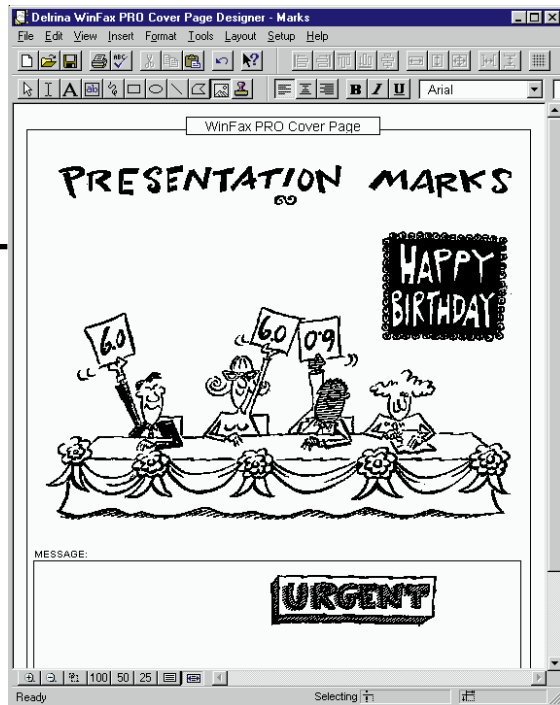 Delrina WinFax PRO Cover Page Designer - Marks
File Edit View Insert Format Tools Layout Setup Help
ABC
A ab B I U Arial
WinFax PRO Cover Page
PRESENTATION MARKS
HAPPY
BIRTHDAY
6.0 6.0 0.9
MESSAGE:
URGENT
100 50 25
Ready Selecting